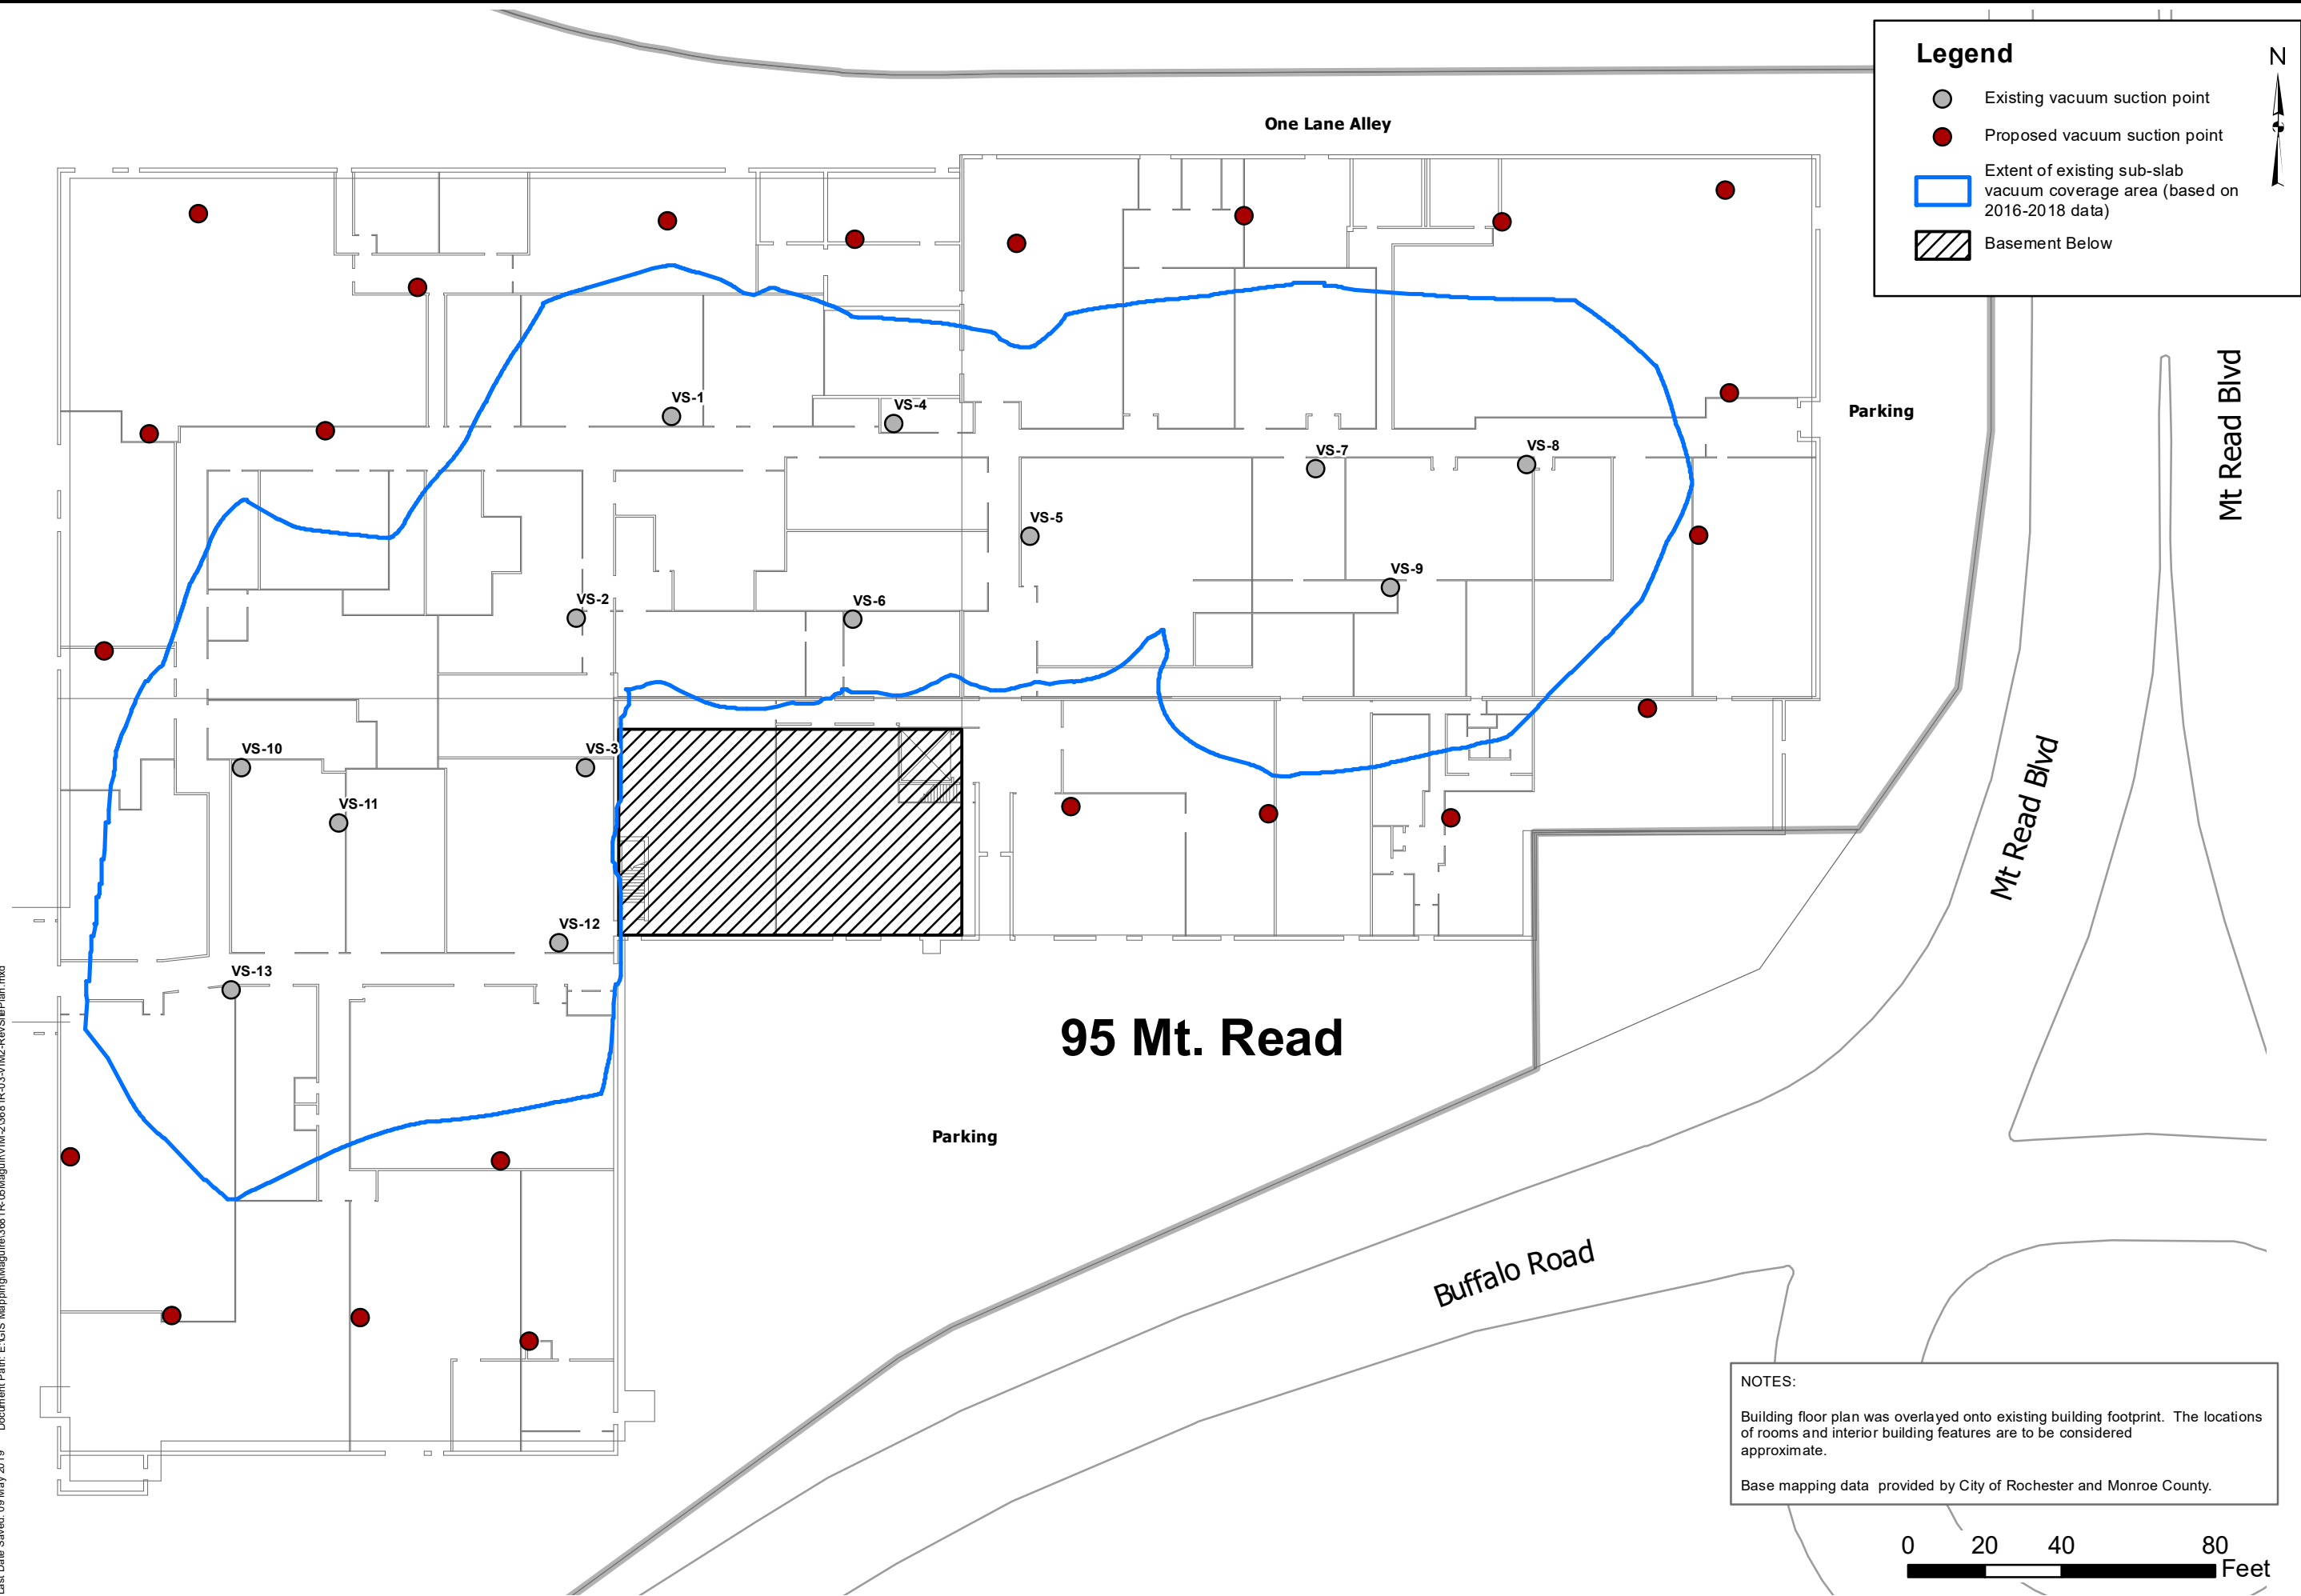 Legend
N
Existing vacuum suction point
Proposed vacuum suction point
Extent of existing sub-slab
vacuum coverage area (based on
2016-2018 data)
Basement Below
One Lane Alley
Mt Read Blvd
Parking
VS-1
VS-4
VS-7
VS-8
VS-5
VS-9
VS-2
VS-6
VS-10
VS-3
VS-11
Mt Read Blvd
VS-12
VS-13
95 Mt. Read
Parking
Buffalo Road
NOTES:
Building floor plan was overlayed onto existing building footprint.  The locations
of rooms and interior building features are to be considered
approximate.
Base mapping data  provided by City of Rochester and Monroe County.
0 20 40 80
Feet